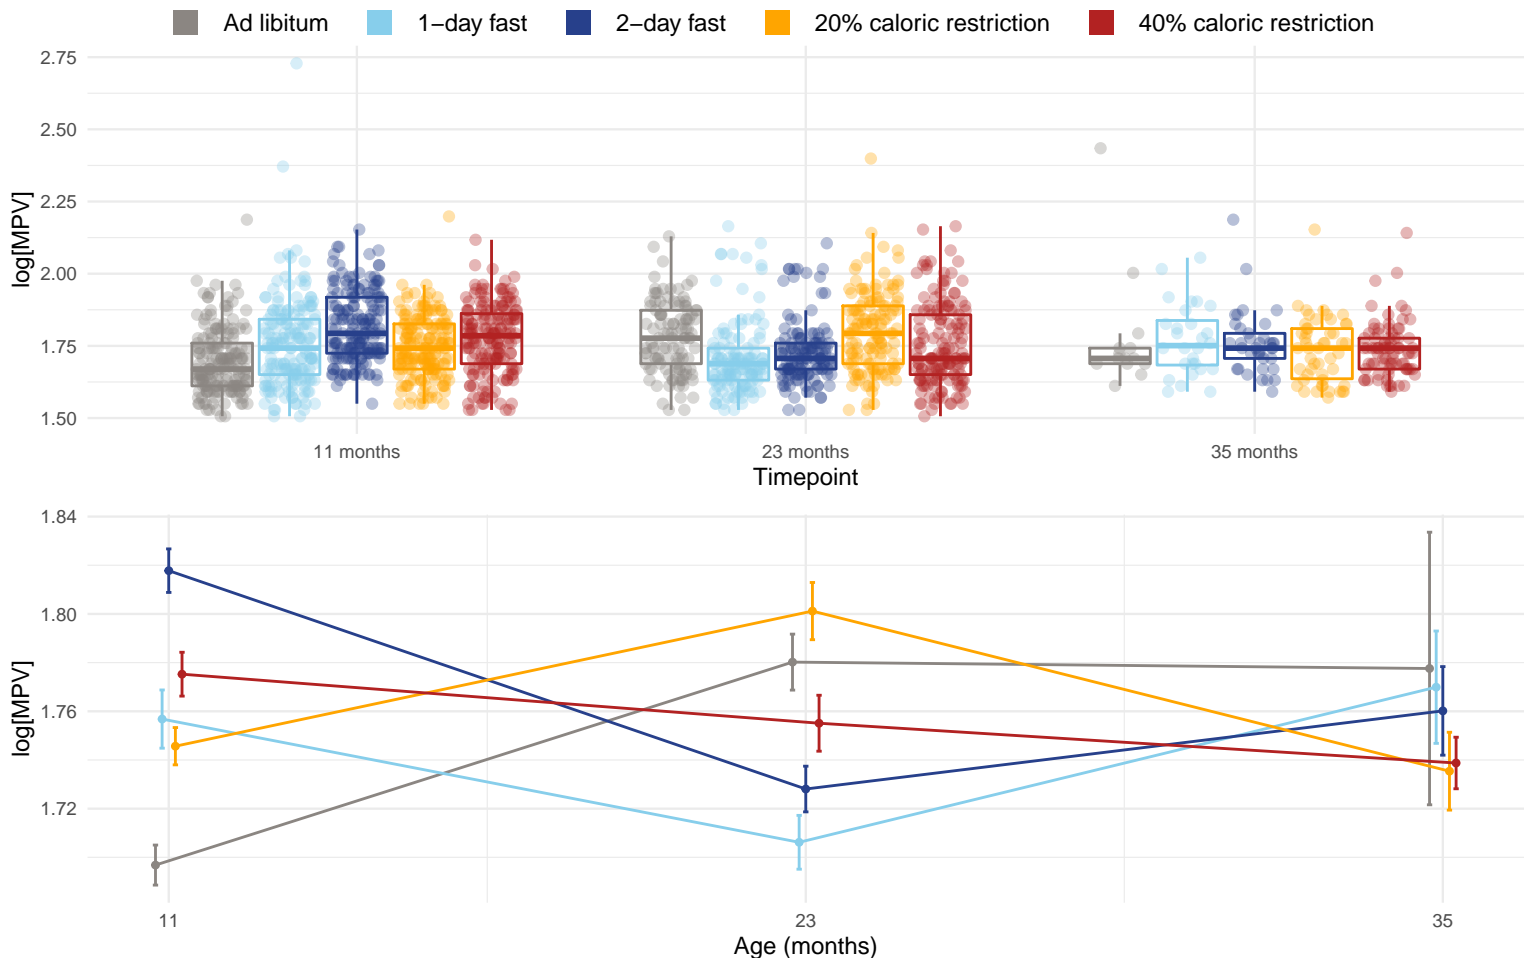 Ad libitum 1−day fast 2−day fast 20% caloric restriction 40% caloric restriction
2.75
2.50
2.25
2.00
1.75
1.50
log[MPV]
11 months 23 months 35 months
Timepoint
1.84
1.80
1.76
1.72
log[MPV]
11 23 35
Age (months)